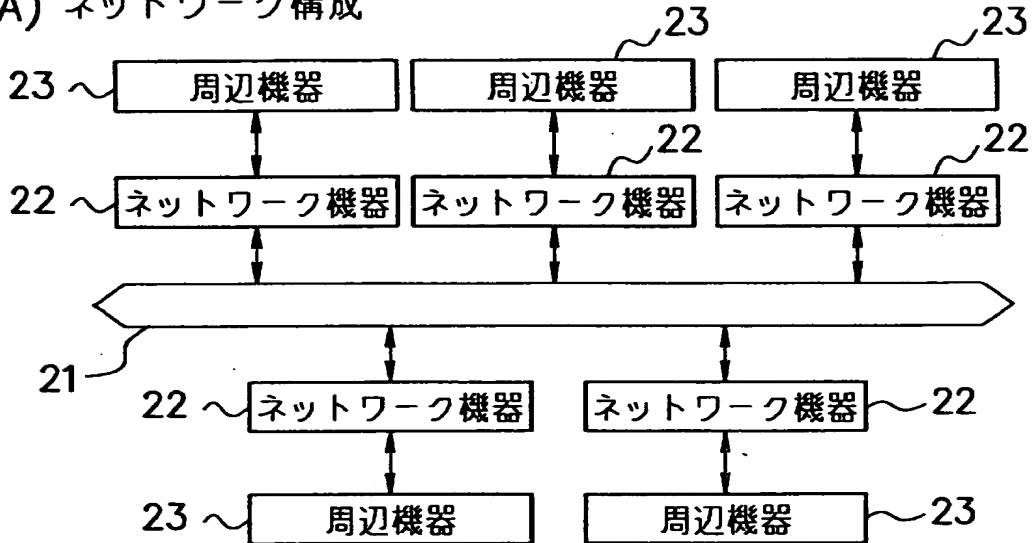 A) ネットワーク構成
23 23
23 周辺機器 周辺機器 周辺機器
22 22
22 ネットワーク機器 ネットワーク機器 ネットワーク機器
21
22 ネットワーク機器 ネットワーク機器 22
23 周辺機器 周辺機器 23